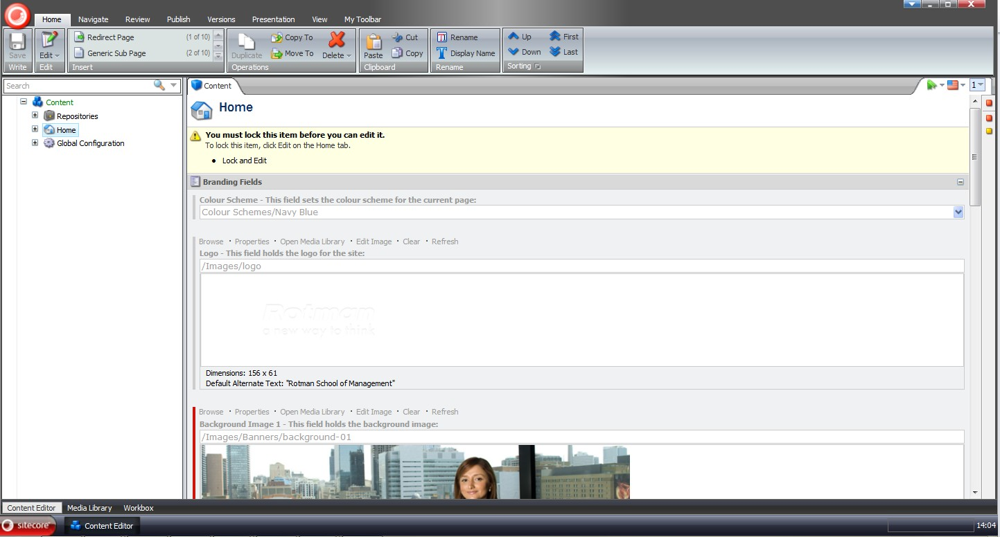 Home Navigate Review Publish Versions Presentation View My Toolbar
Save Edit Redirect Page (1 of 10) Duplicate Copy To Delete Paste Cut Rename Up First
Generic Sub Page (2 of 10) Move To Copy Display Name Down Last
Write Edit Insert Operations Clipboard Rename Sorting
Search
Content
Repositories
Home
Global Configuration
Content 1
Home
You must lock this item before you can edit it.
To lock this item, click Edit on the Home tab.
• Lock and Edit
Branding Fields
Colour Scheme - This field sets the colour scheme for the current page:
Colour Schemes/Navy Blue
Browse · Properties · Open Media Library · Edit Image · Clear · Refresh
Logo - This field holds the logo for the site:
/Images/logo
Rotman
a new way to think
Dimensions: 156 x 61
Default Alternate Text: "Rotman School of Management"
Browse · Properties · Open Media Library · Edit Image · Clear · Refresh
Background Image 1 - This field holds the background image:
/Images/Banners/background-01
Content Editor Media Library Workbox
sitecore Content Editor 14:04